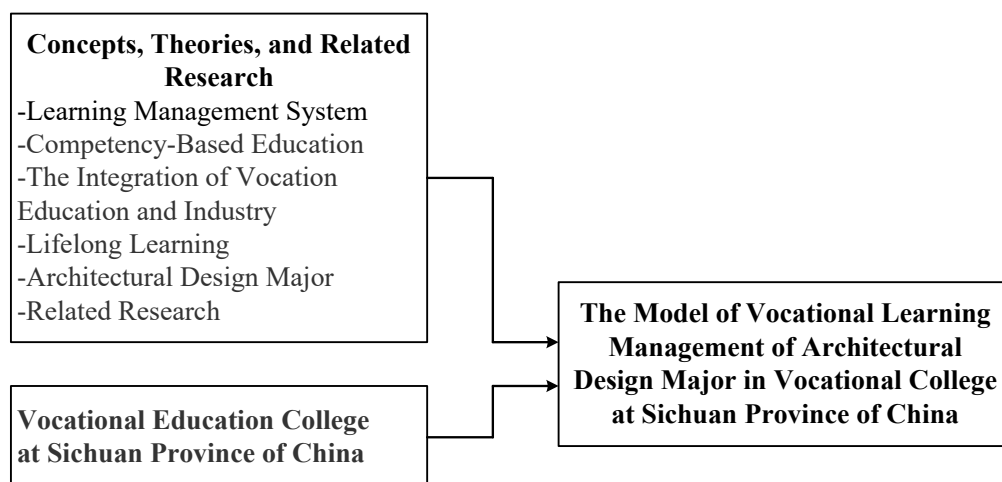 Concepts, Theories, and Related
Research
-Learning Management System
-Competency-Based Education
-The Integration of Vocation
Education and Industry
-Lifelong Learning
-Architectural Design Major
-Related Research
The Model of Vocational Learning
Management of Architectural
Design Major in Vocational College
at Sichuan Province of China
Vocational Education College
at Sichuan Province of China